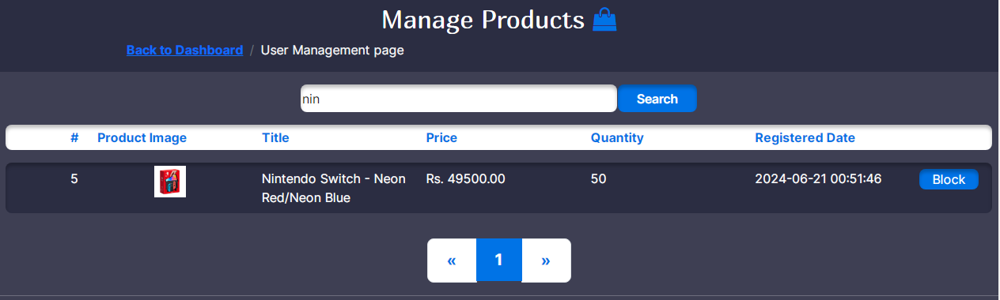 Manage Products
Back to Dashboard / User Management page
nin Search
# Product Image Title Price Quantity Registered Date
5 Nintendo Switch - Neon Rs. 49500.00 50 2024-06-21 00:51:46 Block
Red/Neon Blue
« 1 »